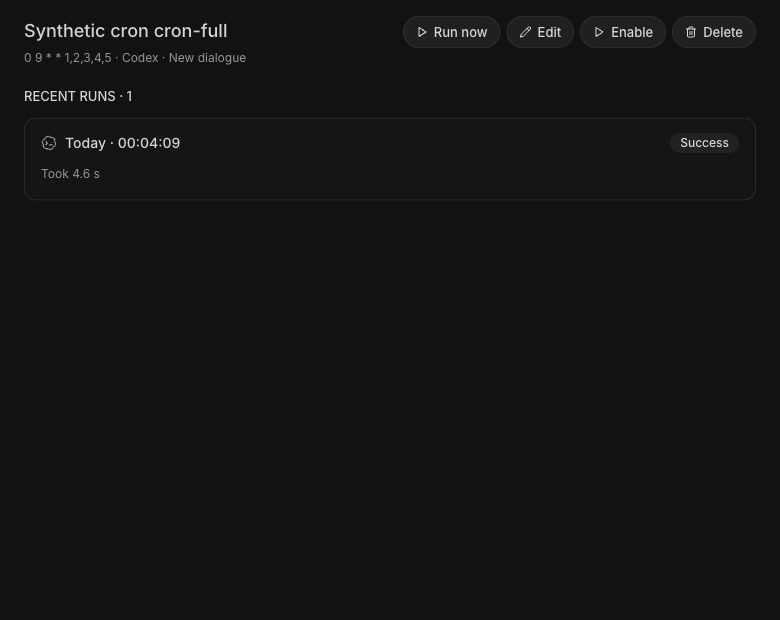 Synthetic cron cron-full
Run now
Edit
Enable
Delete
0 9 * * 1,2,3,4,5 · Codex · New dialogue
RECENT RUNS · 1
Today · 00:04:09
Success
Took 4.6 s